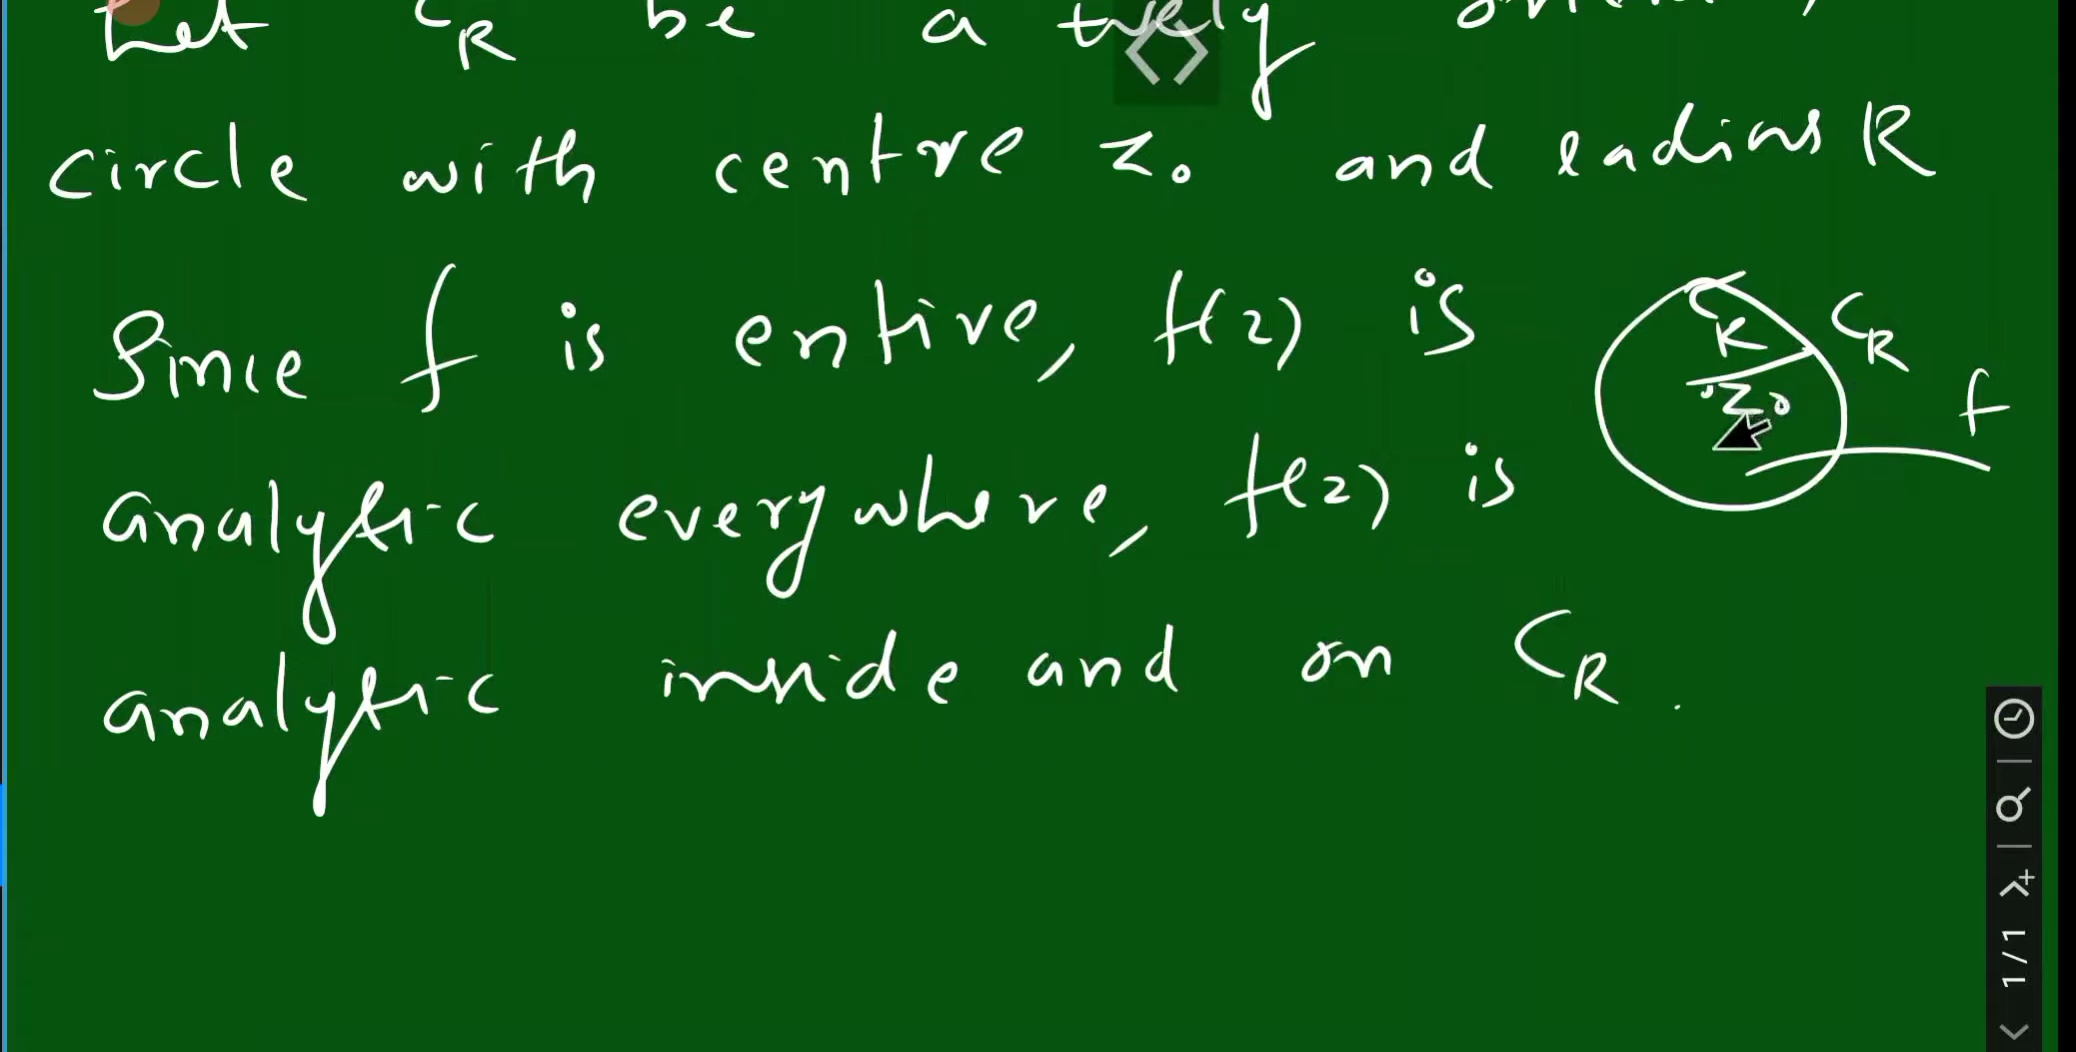 Let C_R be a +vely
circle with centre z₀ and radius R
Since f is entire, f(z) is
analytic everywhere, f(z) is
analytic inside and on C_R.
C_R
R
z₀
f
1/1